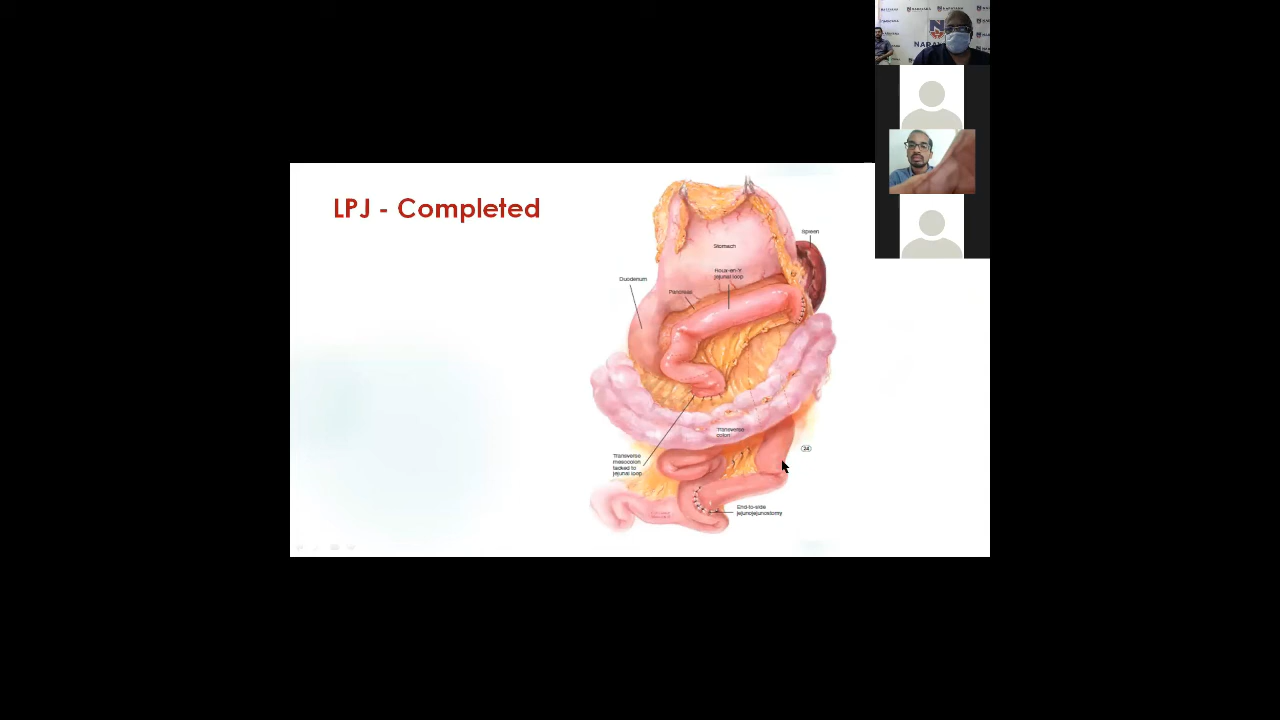 LPJ - Completed
Spleen
Stomach
Roux-en-Y
jejunal loop
Duodenum
Pancreas
Transverse
colon
24
Transverse
mesocolon
tacked to
jejunal loop
End-to-side
jejunojejunostomy
N